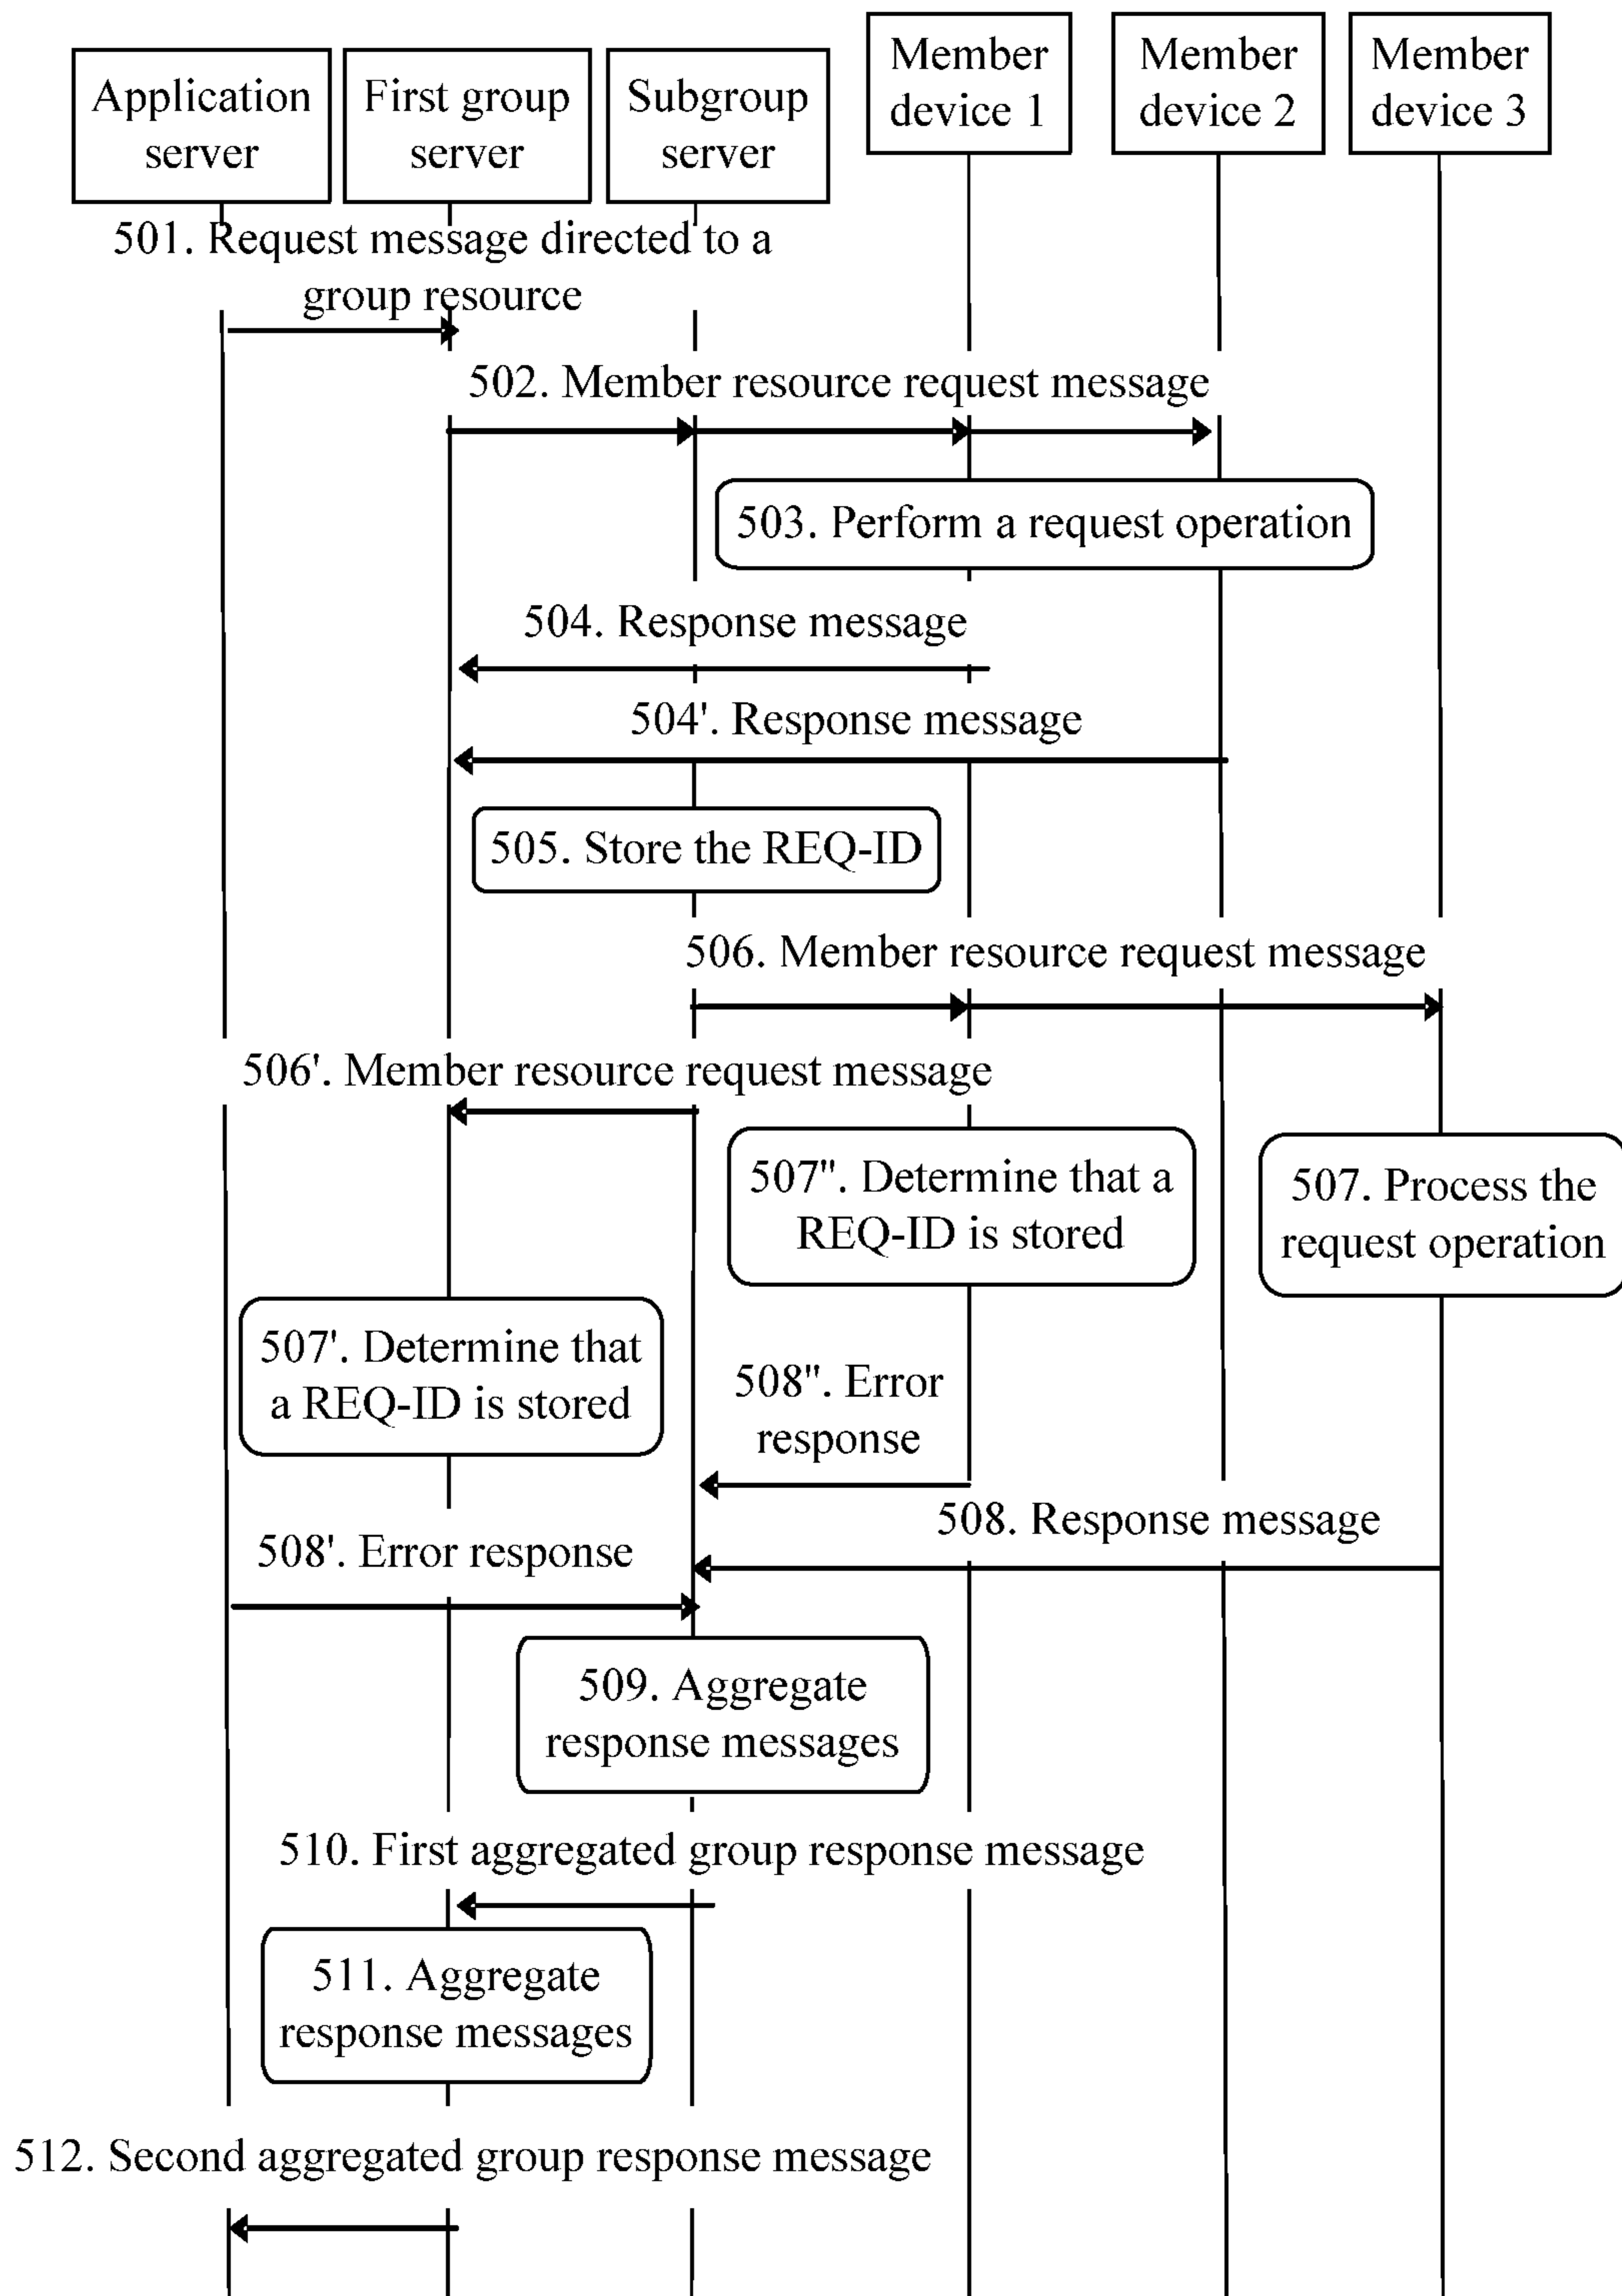 Application
server
First group
server
Subgroup
server
Member
device 1
Member
device 2
Member
device 3
501. Request message directed to a
group resource
502. Member resource request message
503. Perform a request operation
504. Response message
504'. Response message
505. Store the REQ-ID
506. Member resource request message
506'. Member resource request message
507''. Determine that a
REQ-ID is stored
507. Process the
request operation
507'. Determine that
a REQ-ID is stored
508''. Error
response
508. Response message
508'. Error response
509. Aggregate
response messages
510. First aggregated group response message
511. Aggregate
response messages
512. Second aggregated group response message